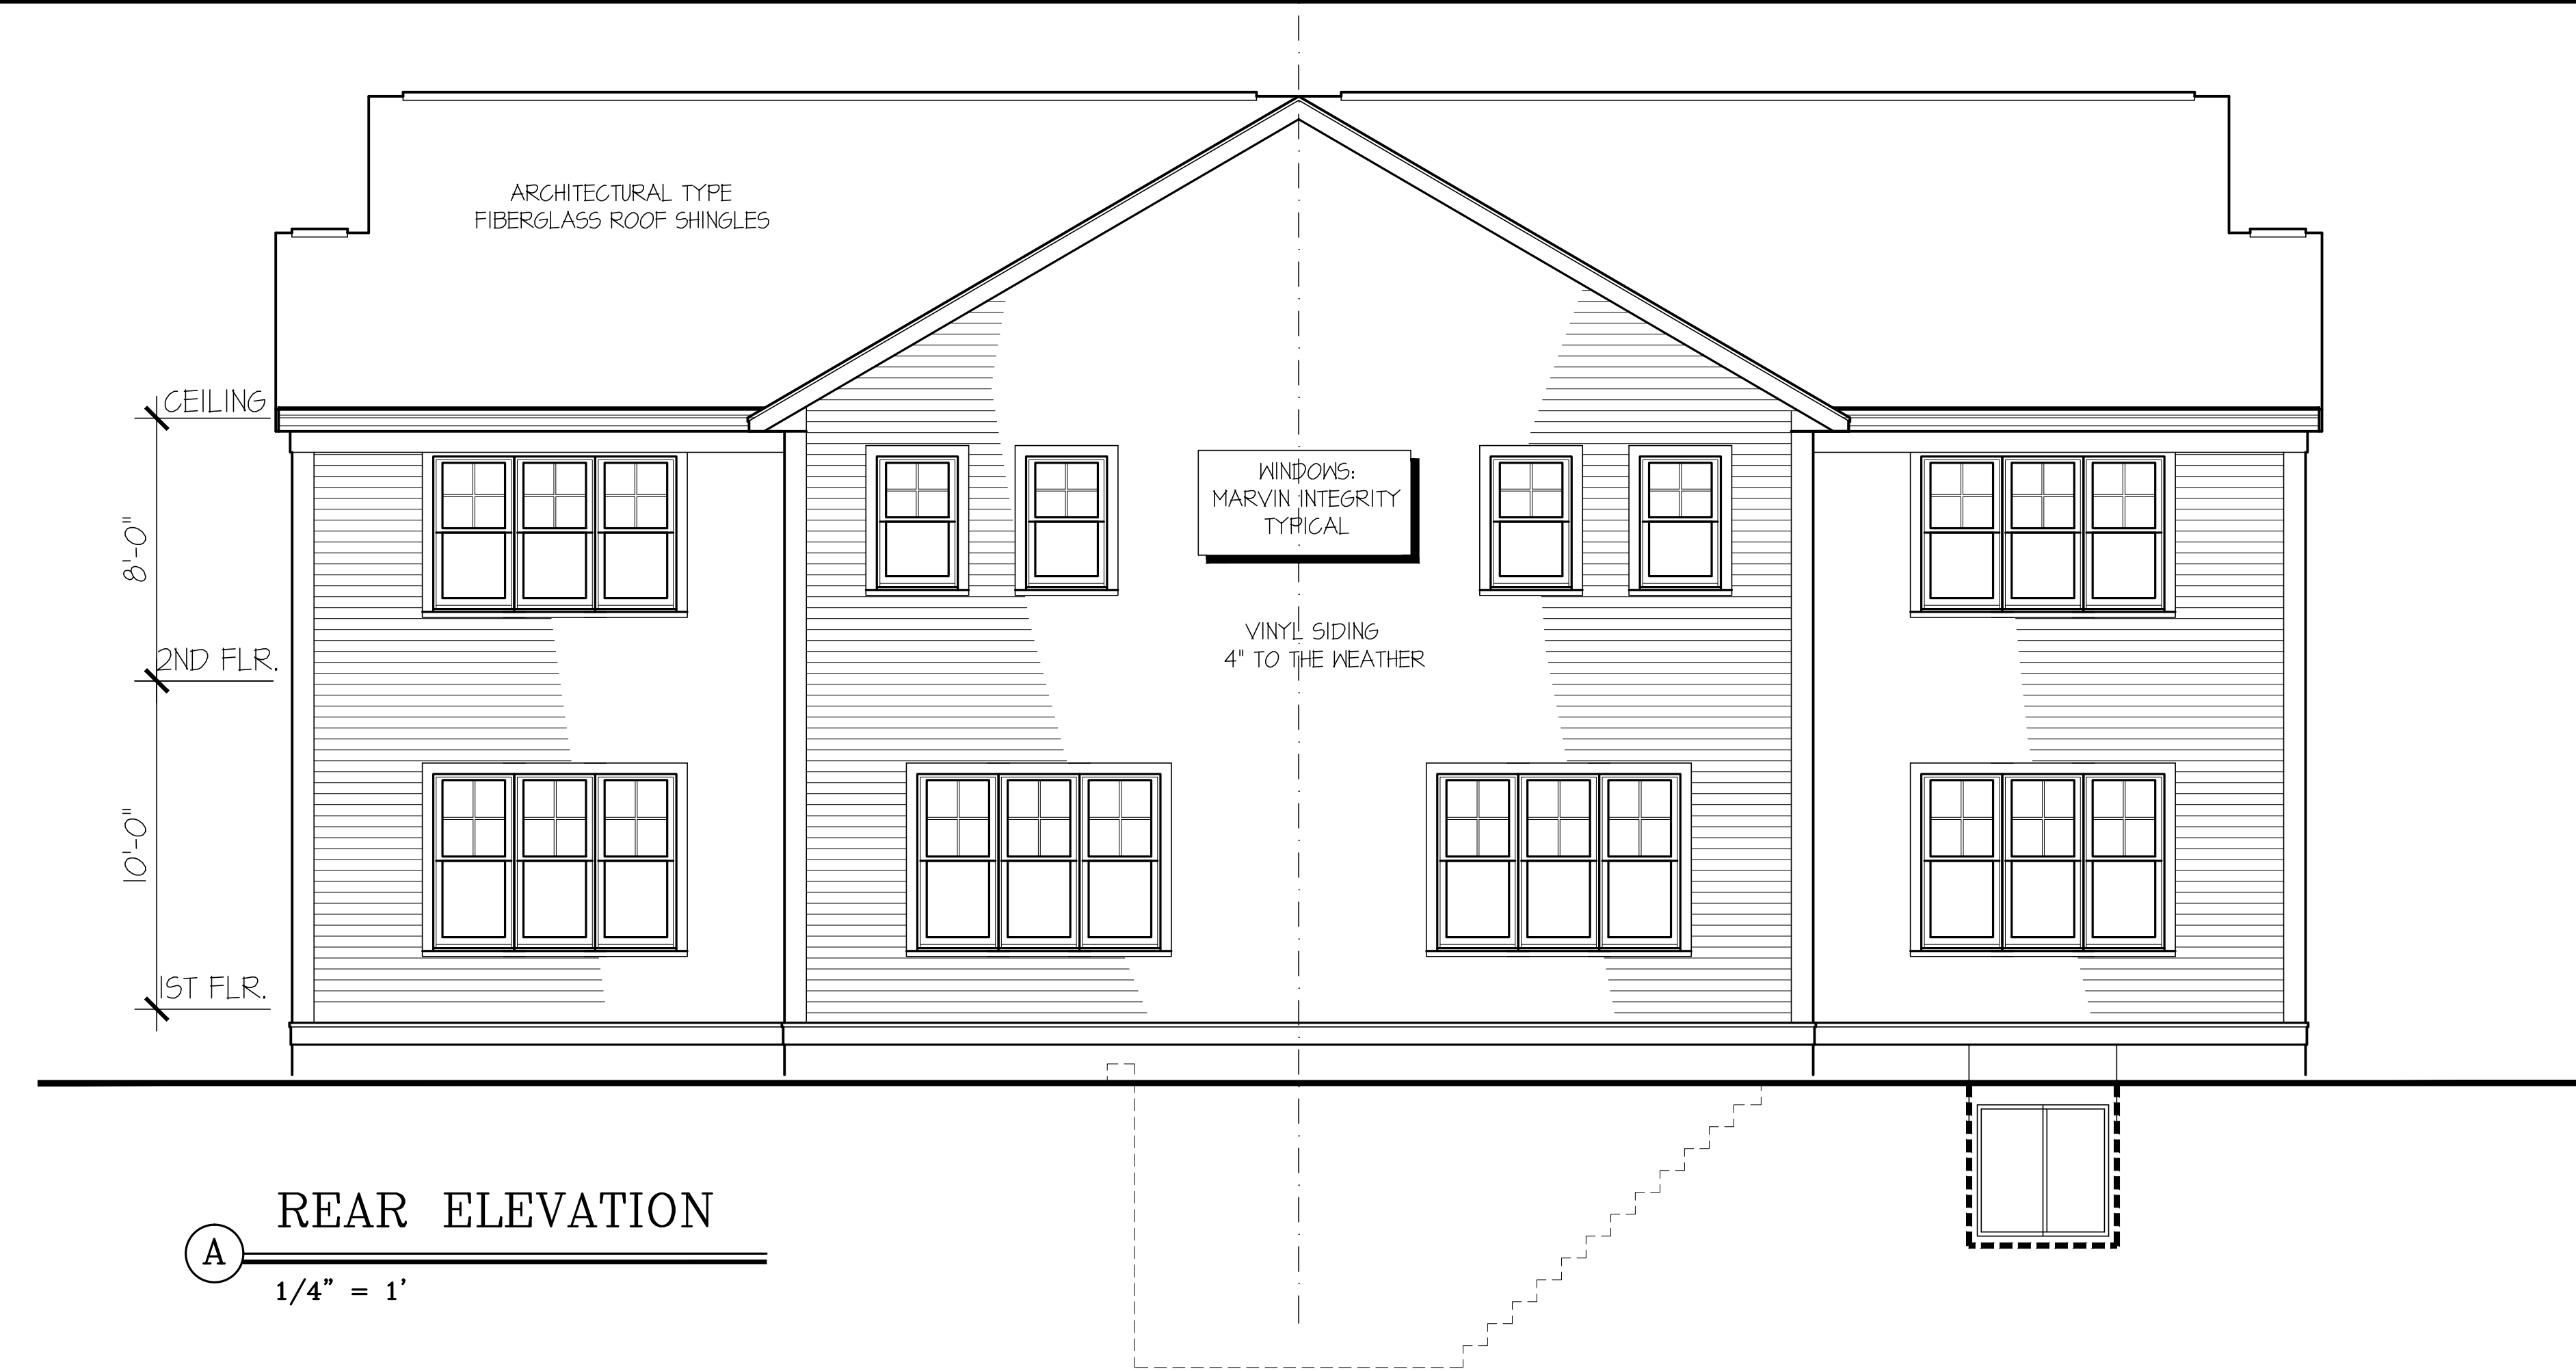 ARCHITECTURAL TYPE
FIBERGLASS ROOF SHINGLES
CEILING
WINDOWS:
MARVIN INTEGRITY
TYPICAL
8'-0"
VINYL SIDING
4" TO THE WEATHER
2ND FLR.
10'-0"
1ST FLR.
REAR ELEVATION
A
1/4" = 1'